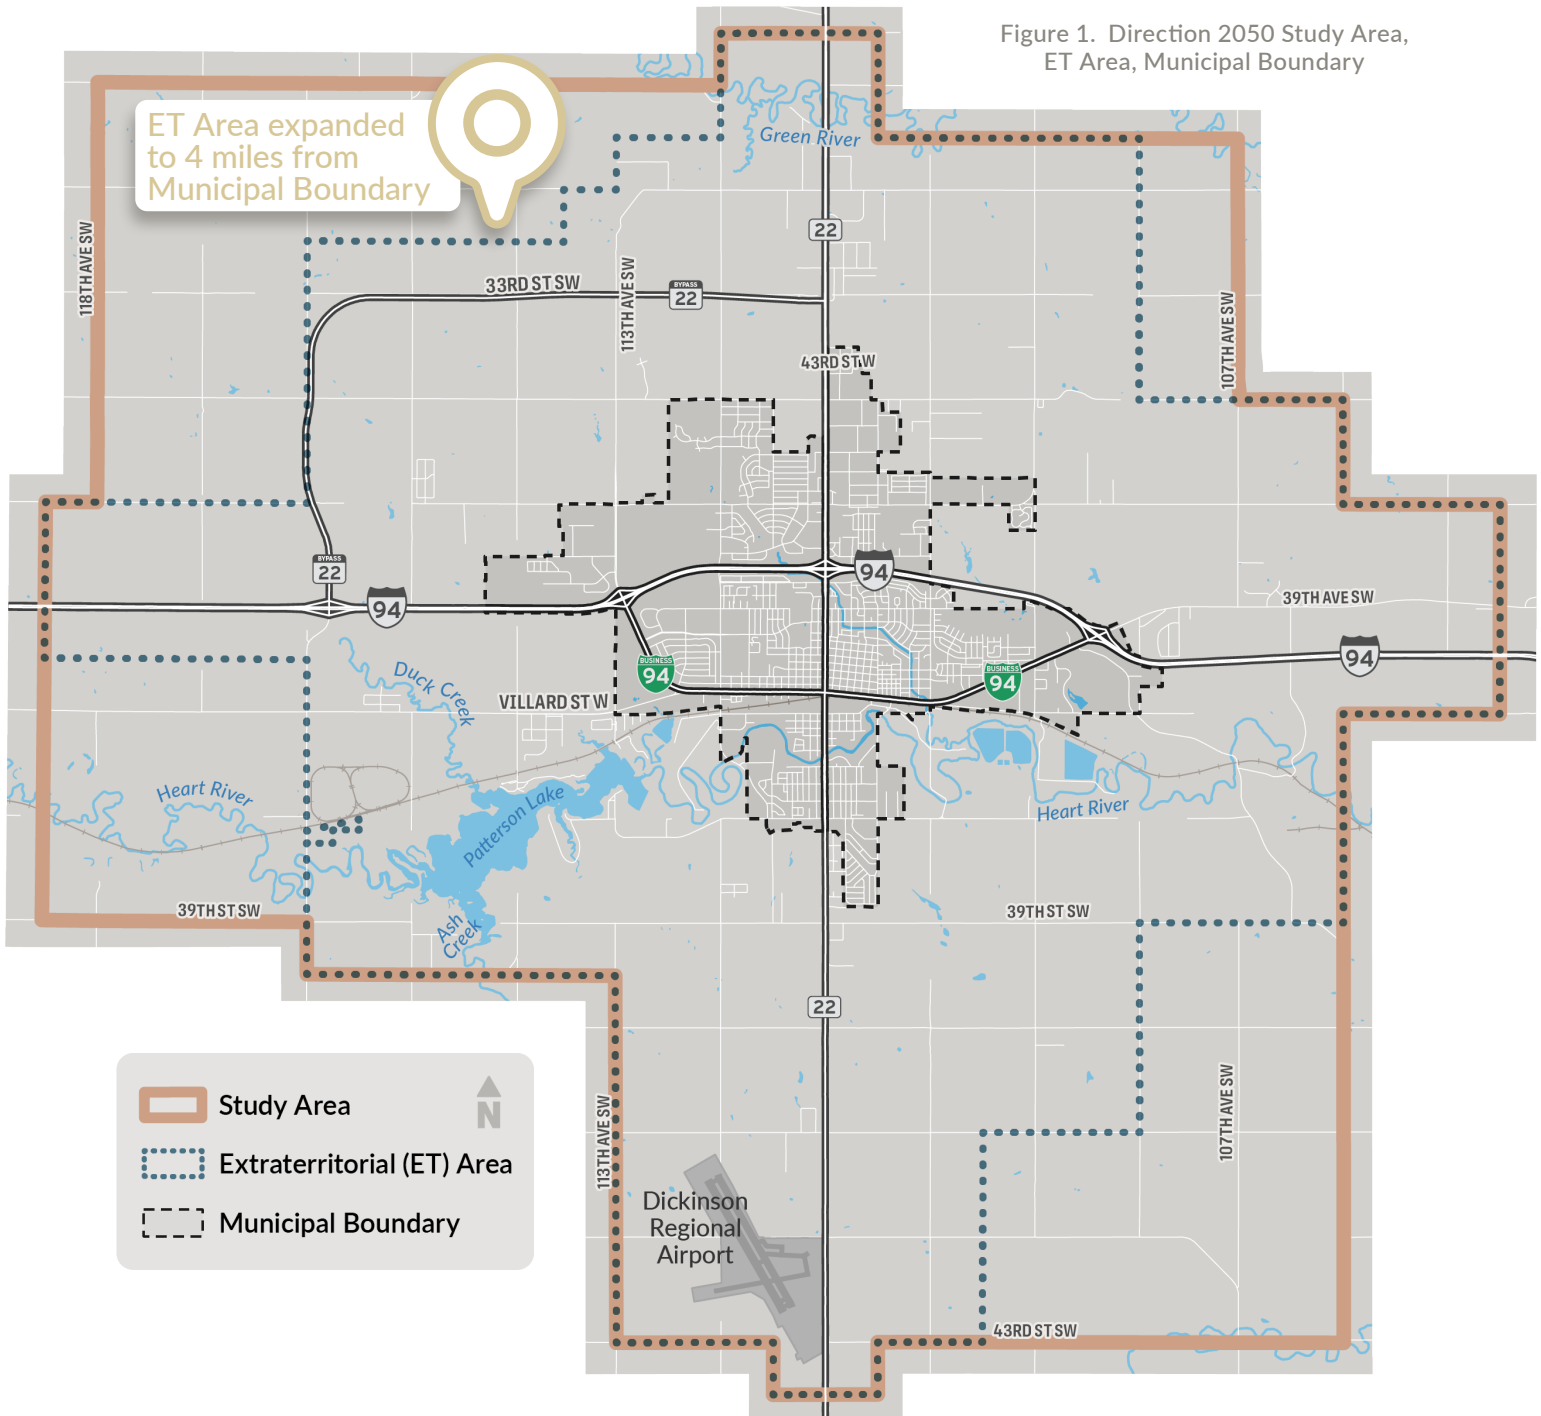 Figure 1.  Direction 2050 Study Area,
ET Area, Municipal Boundary
ET Area expanded
to 4 miles from
Municipal Boundary
Green River
118TH AVE SW
22
33RD ST SW
113TH AVE SW
BYPASS
22
107TH AVE SW
43RD ST W
BYPASS
22
94
94
39TH AVE SW
94
BUSINESS
94
BUSINESS
94
Duck Creek
VILLARD ST W
Heart River
Patterson Lake
Heart River
39TH ST SW
Ash
Creek
39TH ST SW
22
Study Area
N
Extraterritorial (ET) Area
Municipal Boundary
113TH AVE SW
107TH AVE SW
Dickinson
Regional
Airport
43RD ST SW